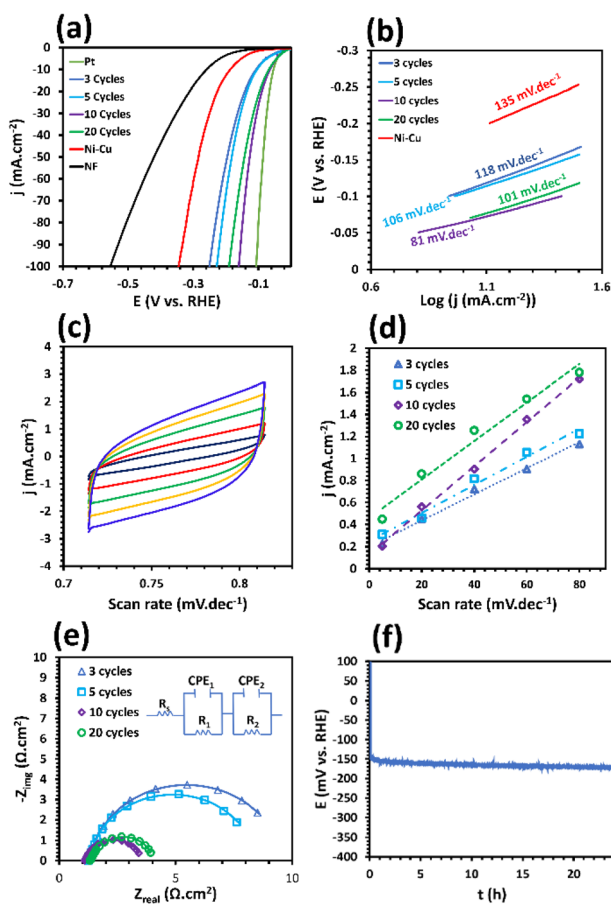 (a)
0
-10
-20
-30
-40
-50
-60
-70
-80
-90
-100
j (mA.cm⁻²)
Pt
3 Cycles
5 Cycles
10 Cycles
20 Cycles
Ni-Cu
NF
-0.7 -0.5 -0.3 -0.1
E (V vs. RHE)
(b)
-0.3
-0.25
-0.2
-0.15
-0.1
-0.05
0
E (V vs. RHE)
3 cycles
5 cycles
10 cycles
20 cycles
Ni-Cu
135 mV.dec⁻¹
118 mV.dec⁻¹
106 mV.dec⁻¹
101 mV.dec⁻¹
81 mV.dec⁻¹
0.6 1.1 1.6
Log (j (mA.cm⁻²))
(c)
4
3
2
1
0
-1
-2
-3
-4
j (mA.cm⁻²)
0.7 0.75 0.8
Scan rate (mV.dec⁻¹)
(d)
2
1.8
1.6
1.4
1.2
1
0.8
0.6
0.4
0.2
0
j (mA.cm⁻²)
3 cycles
5 cycles
10 cycles
20 cycles
0 20 40 60 80
Scan rate (mV.dec⁻¹)
(e)
10
9
8
7
6
5
4
3
2
1
0
-Zimg (Ω.cm²)
3 cycles
5 cycles
10 cycles
20 cycles
CPE₁ CPE₂
Rs
R₁ R₂
0 5 10
Zreal (Ω.cm²)
(f)
100
50
0
-50
-100
-150
-200
-250
-300
-350
-400
E (mV vs. RHE)
0 5 10 15 20
t (h)